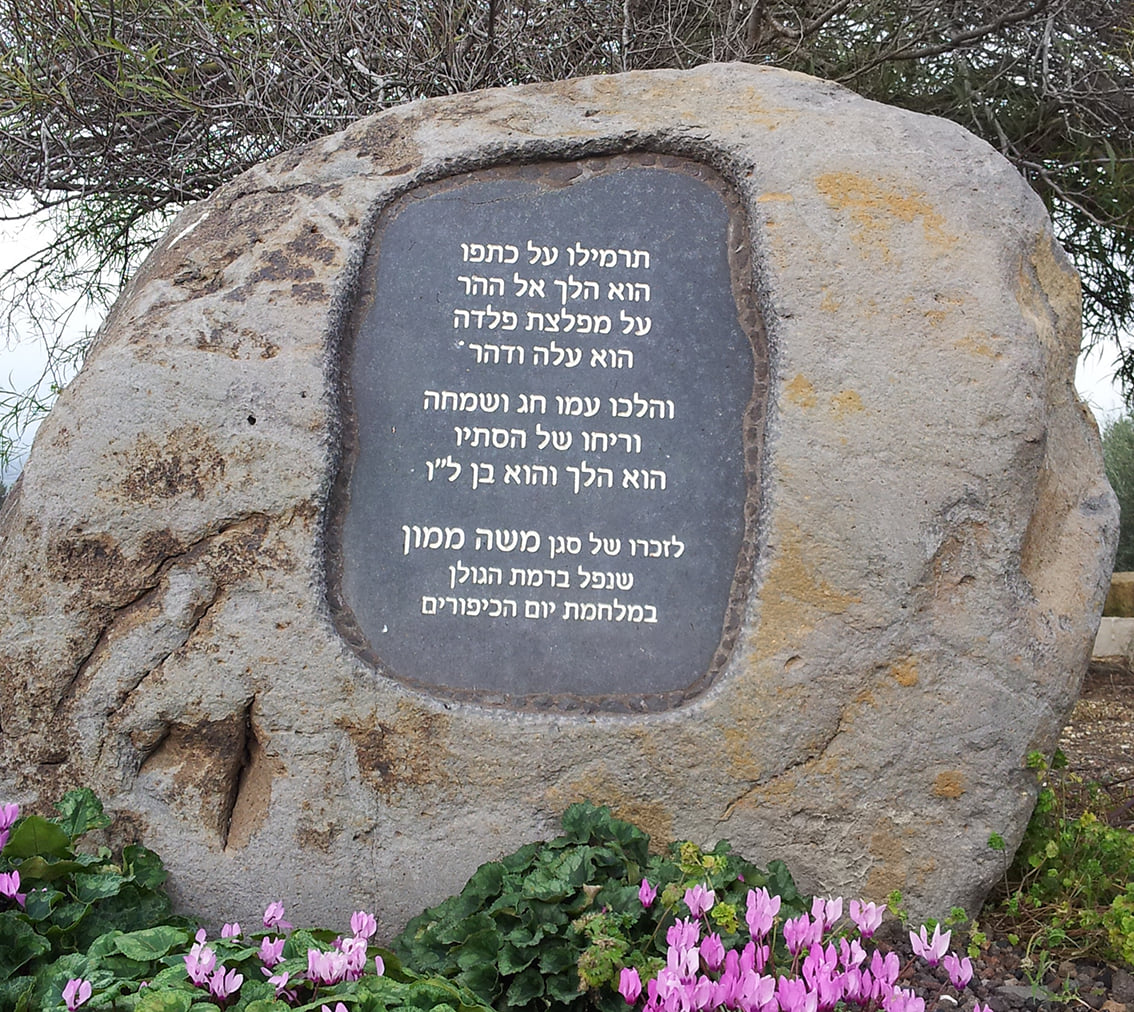 תרמילו על כתפו
הוא הלך אל ההר
על מפלצת פלדה
הוא עלה ודהר
והלכו עמו חג ושמחה
וריחו של הסתיו
הוא הלך והוא בן ל״ו
לזכרו של סגן משה ממון
שנפל ברמת הגולן
במלחמת יום הכיפורים